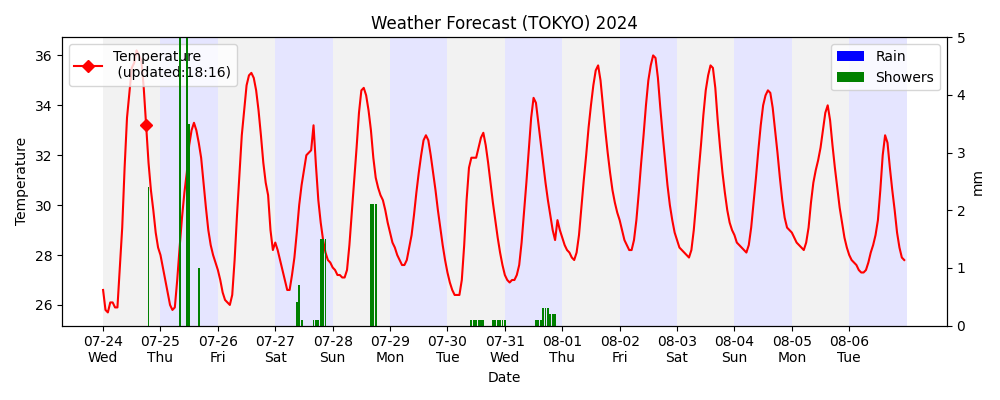 Weather Forecast (TOKYO) 2024
Temperature
(updated:18:16)
Rain
Showers
Temperature
36
34
32
30
28
26
5
4
3
2
1
0
mm
07-24 07-25 07-26 07-27 07-28 07-29 07-30 07-31 08-01 08-02 08-03 08-04 08-05 08-06
Wed Thu Fri Sat Sun Mon Tue Wed Thu Fri Sat Sun Mon Tue
Date